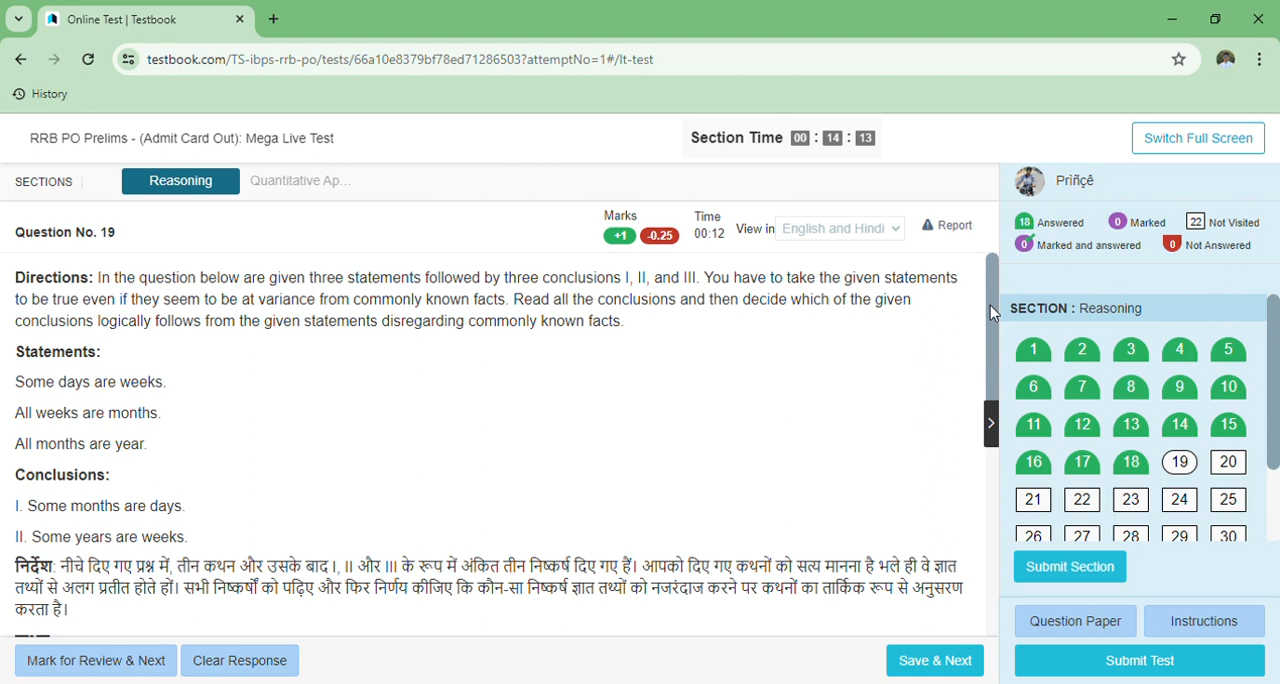 Online Test | Testbook
testbook.com/TS-ibps-rrb-po/tests/66a10e8379bf78ed71286503?attemptNo=1#/lt-test
History
RRB PO Prelims - (Admit Card Out): Mega Live Test
Section Time 00 : 14 : 13
Switch Full Screen
SECTIONS
Reasoning
Quantitative Ap...
Prìñçê
Question No. 19
Marks
+1 -0.25
Time
00:12
View in English and Hindi
Report
18 Answered 0 Marked 22 Not Visited
0 Marked and answered 0 Not Answered
Directions: In the question below are given three statements followed by three conclusions I, II, and III. You have to take the given statements
to be true even if they seem to be at variance from commonly known facts. Read all the conclusions and then decide which of the given
conclusions logically follows from the given statements disregarding commonly known facts.
Statements:
Some days are weeks.
All weeks are months.
All months are year.
Conclusions:
I. Some months are days.
II. Some years are weeks.
निर्देश: नीचे दिए गए प्रश्न में, तीन कथन और उसके बाद I, II और III के रूप में अंकित तीन निष्कर्ष दिए गए हैं। आपको दिए गए कथनों को सत्य मानना है भले ही वे ज्ञात
तथ्यों से अलग प्रतीत होते हों। सभी निष्कर्षों को पढ़िए और फिर निर्णय कीजिए कि कौन-सा निष्कर्ष ज्ञात तथ्यों को नजरंदाज करने पर कथनों का तार्किक रूप से अनुसरण
करता है।
SECTION : Reasoning
1 2 3 4 5
6 7 8 9 10
11 12 13 14 15
16 17 18 19 20
21 22 23 24 25
26 27 28 29 30
Submit Section
Question Paper
Instructions
Mark for Review & Next
Clear Response
Save & Next
Submit Test